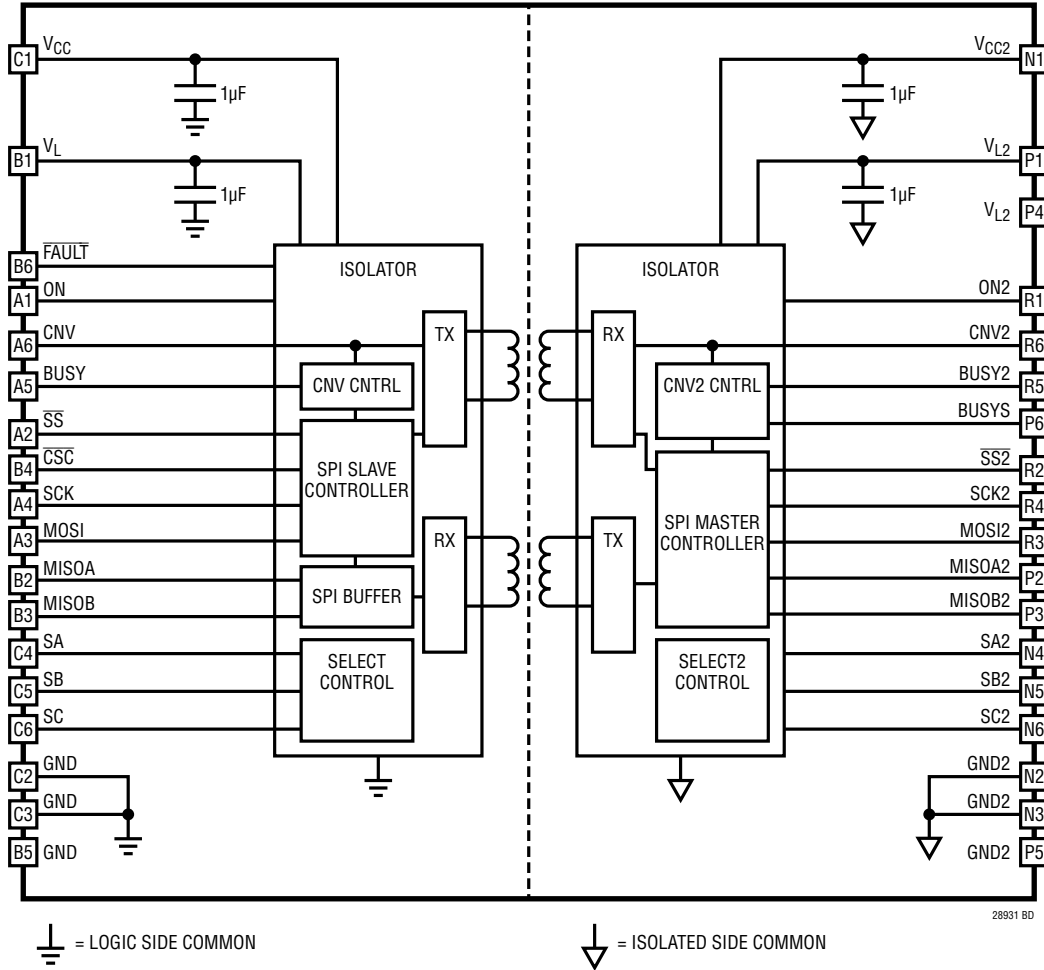 C1 VCC
1µF
B1 VL
1µF
B6 FAULT
A1 ON
A6 CNV
A5 BUSY
A2 SS
B4 CSC
A4 SCK
A3 MOSI
B2 MISOA
B3 MISOB
C4 SA
C5 SB
C6 SC
C2 GND
C3 GND
B5 GND
ISOLATOR
TX
CNV CNTRL
SPI SLAVE
CONTROLLER
RX
SPI BUFFER
SELECT
CONTROL
ISOLATOR
RX
CNV2 CNTRL
SPI MASTER
CONTROLLER
TX
SELECT2
CONTROL
VCC2 N1
1µF
VL2 P1
1µF
VL2 P4
ON2 R1
CNV2 R6
BUSY2 R5
BUSYS P6
SS2 R2
SCK2 R4
MOSI2 R3
MISOA2 P2
MISOB2 P3
SA2 N4
SB2 N5
SC2 N6
GND2 N2
GND2 N3
GND2 P5
28931 BD
= LOGIC SIDE COMMON
= ISOLATED SIDE COMMON